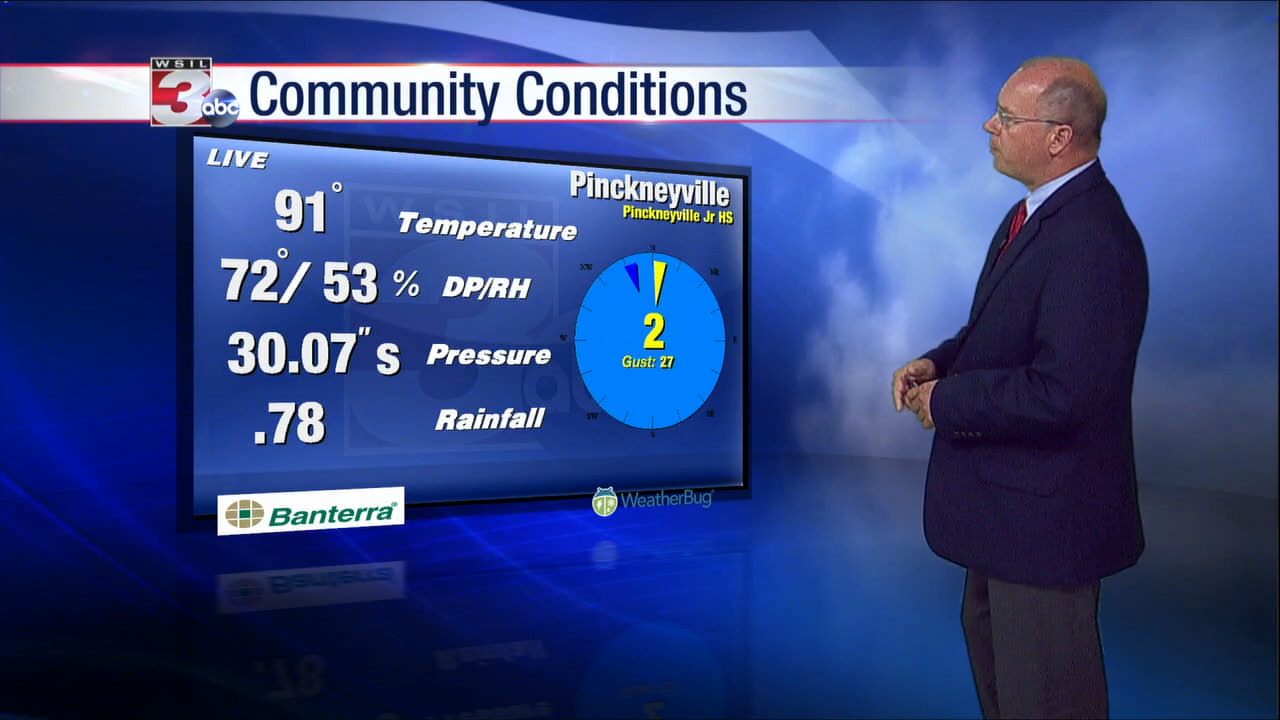 WSIL
3
abc
Community Conditions
LIVE
91° Temperature
72°/ 53 % DP/RH
30.07" s Pressure
.78 Rainfall
Pinckneyville
Pinckneyville Jr HS
N
2
Gust: 27
Banterra
WeatherBug